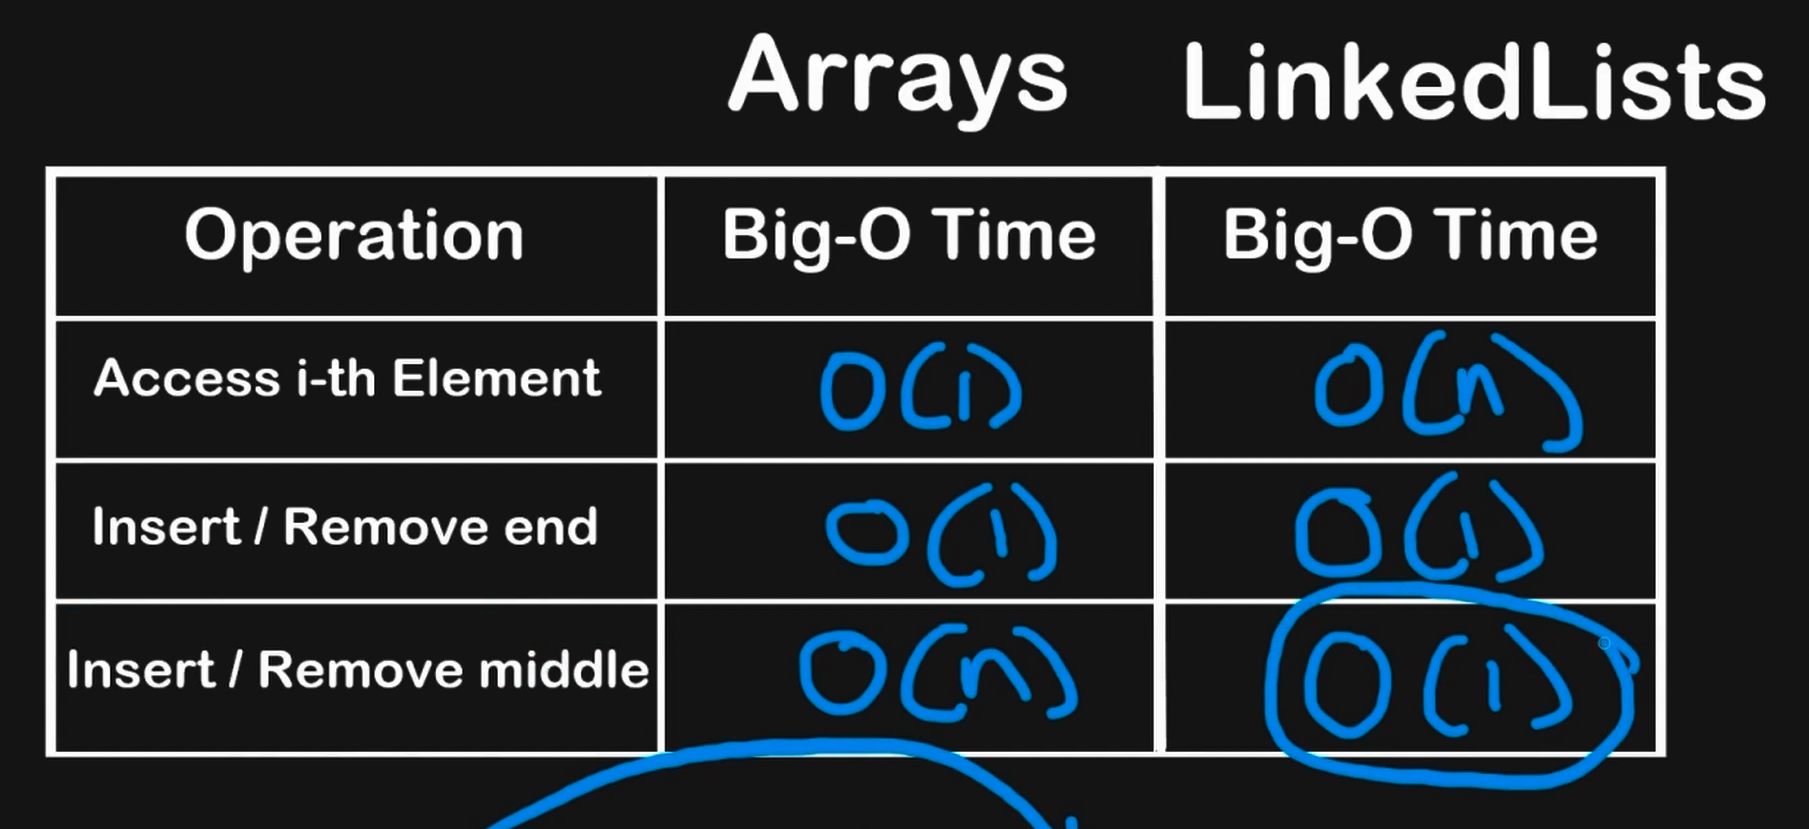 Arrays LinkedLists
Operation Big-O Time Big-O Time
Access i-th Element O(1) O(n)
Insert / Remove end O(1) O(1)
Insert / Remove middle O(n) O(1)